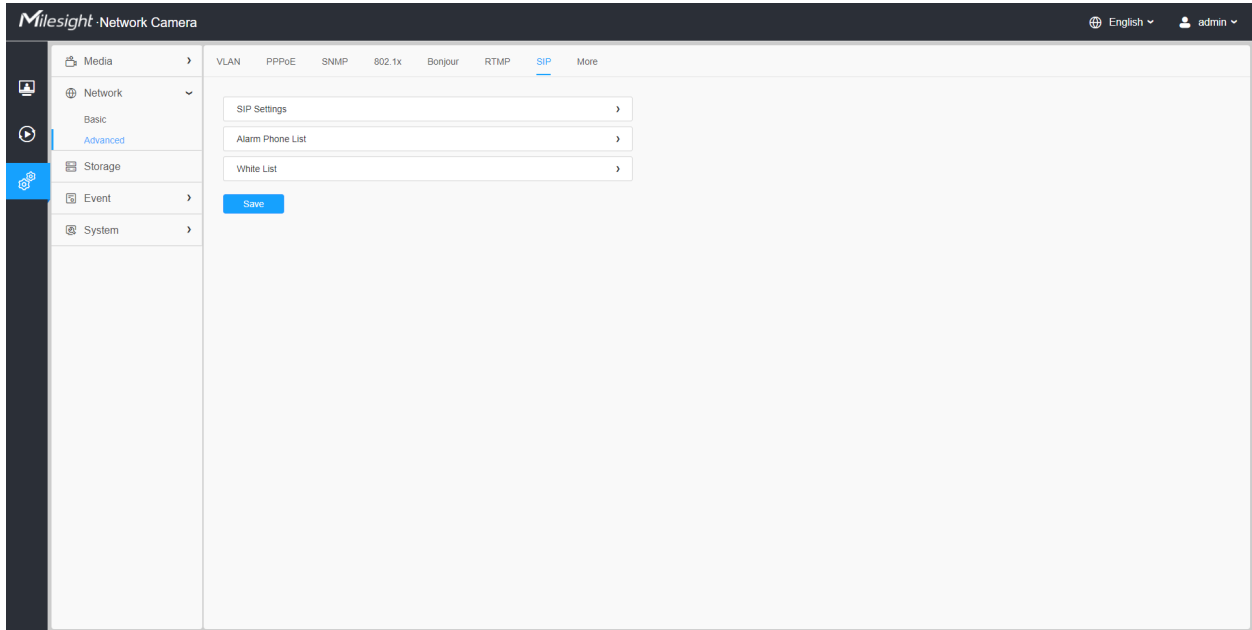 Milesight·Network Camera
English
admin
Media
Network
Basic
Advanced
Storage
Event
System
VLAN PPPoE SNMP 802.1x Bonjour RTMP SIP More
SIP Settings
Alarm Phone List
White List
Save